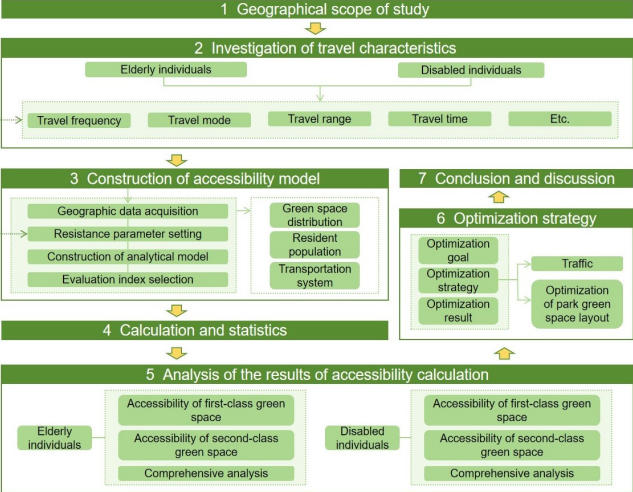 1 Geographical scope of study
2 Investigation of travel characteristics
Elderly individuals
Disabled individuals
Travel frequency
Travel mode
Travel range
Travel time
Etc.
3 Construction of accessibility model
Geographic data acquisition
Resistance parameter setting
Construction of analytical model
Evaluation index selection
Green space
distribution
Resident
population
Transportation
system
7 Conclusion and discussion
6 Optimization strategy
Optimization
goal
Optimization
strategy
Optimization
result
Traffic
Optimization
of park green
space layout
4 Calculation and statistics
5 Analysis of the results of accessibility calculation
Elderly
individuals
Accessibility of first-class green
space
Accessibility of second-class
green space
Comprehensive analysis
Disabled
individuals
Accessibility of first-class green
space
Accessibility of second-class
green space
Comprehensive analysis